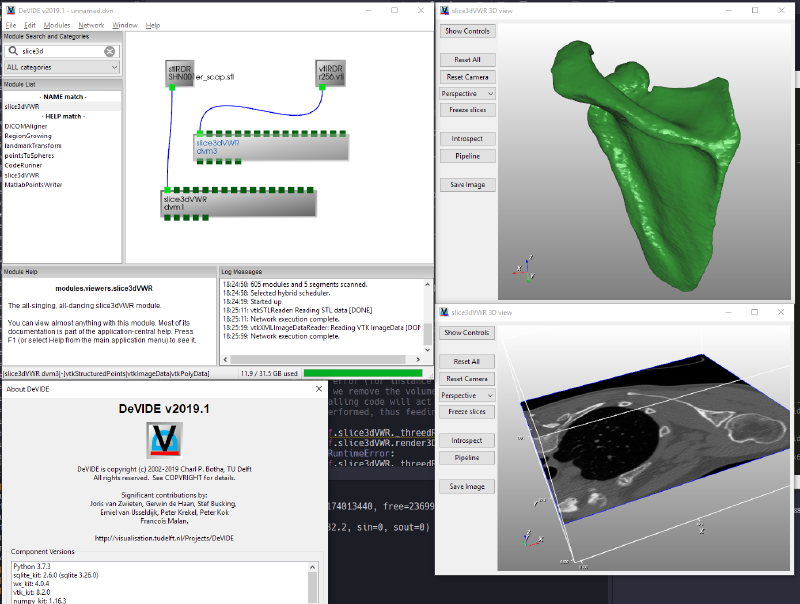 DeVIDE v2019.1 - unnamed.dvn
File Edit Modules Network Window Help
Module Search and Categories
slice3d
ALL categories
Module List
- NAME match -
slice3dVWR
- HELP match -
DICOMAligner
RegionGrowing
landmarkTransform
pointsToSpheres
CodeRunner
slice3dVWR
MatlabPointsWriter
stlRDR
SHN001
er_scap.stl
vtiRDR
r256.vti
slice3dVWR
dvm3
slice3dVWR
dvm1
Module Help
modules.viewers.slice3dVWR
The all-singing, all-dancing slice3dVWR module.
You can view almost anything with this module. Most of its
documentation is part of the application-central help. Press
F1 (or select Help from the main application menu) to see it.
Log Messages
18:24:58: 605 modules and 5 segments scanned.
18:24:58: Selected hybrid scheduler.
18:24:59: Started up
18:25:11: vtkSTLReader Reading STL data [DONE]
18:25:11: Network execution complete.
18:25:59: vtkXMLImageDataReader: Reading VTK ImageData [DON
18:25:59: Network execution complete.
11.9 / 31.5 GB used
About DeVIDE
DeVIDE v2019.1
DeVIDE is copyright (c) 2002-2019 Charl P. Botha, TU Delft
All rights reserved. See COPYRIGHT for details.
Significant contributions by:
Joris van Zwieten, Gerwin de Haan, Stef Busking,
Emiel van IJsseldijk, Peter Krekel, Peter Kok
Francois Malan.
http://visualisation.tudelft.nl/Projects/DeVIDE
Component Versions
Python 3.7.3
sqlite_kit: 2.6.0 (sqlite 3.26.0)
wx_kit: 4.0.4
vtk_kit: 8.2.0
numpy_kit: 1.16.3
error (for instance
we remove the volume
alling code will act
erformed, thus feedin
f.slice3dVWR._threedF
f.slice3dVWR.render3D
RuntimeError:
f.slice3dVWR._threedF
174013440, free=23699
32.2, sin=0, sout=0)
slice3dVWR 3D view
Show Controls
Reset All
Reset Camera
Perspective
Freeze slices
Introspect
Pipeline
Save Image
slice3dVWR 3D view
Show Controls
Reset All
Reset Camera
Perspective
Freeze slices
Introspect
Pipeline
Save Image
X